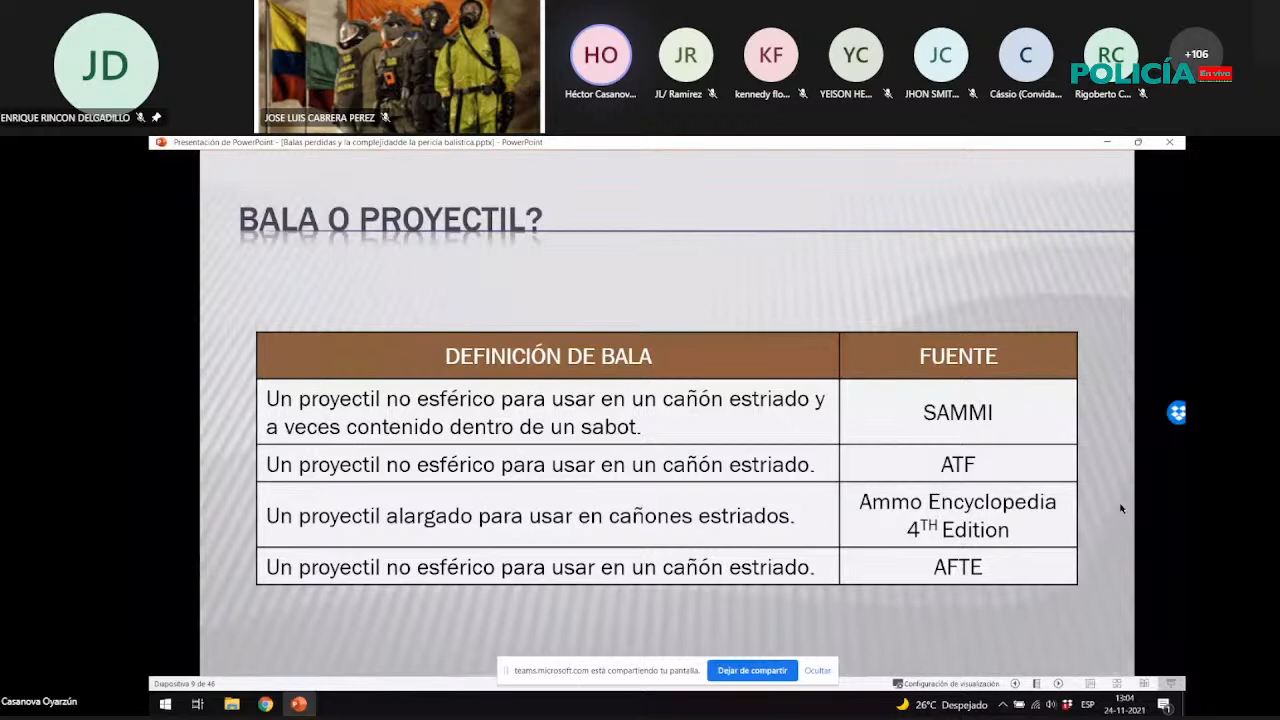 JD
ENRIQUE RINCON DELGADILLO
JOSE LUIS CABRERA PEREZ
HO
JR
KF
YC
JC
C
RC
+106
Héctor Casanov...
JL/ Ramirez
kennedy flo...
YEISON HE...
JHON SMIT...
Cássio (Convida...
Rigoberto C...
POLICÍA En vivo
Presentación de PowerPoint - [Balas perdidas y la complejidadde la pericia balistica.pptx] - PowerPoint
BALA O PROYECTIL?
DEFINICIÓN DE BALA
FUENTE
Un proyectil no esférico para usar en un cañón estriado y
a veces contenido dentro de un sabot.
SAMMI
Un proyectil no esférico para usar en un cañón estriado.
ATF
Un proyectil alargado para usar en cañones estriados.
Ammo Encyclopedia
4TH Edition
Un proyectil no esférico para usar en un cañón estriado.
AFTE
teams.microsoft.com está compartiendo tu pantalla.
Dejar de compartir
Ocultar
Diapositiva 9 de 46
Configuración de visualización
Casanova Oyarzún
26°C Despejado
ESP
13:04
24-11-2021
1